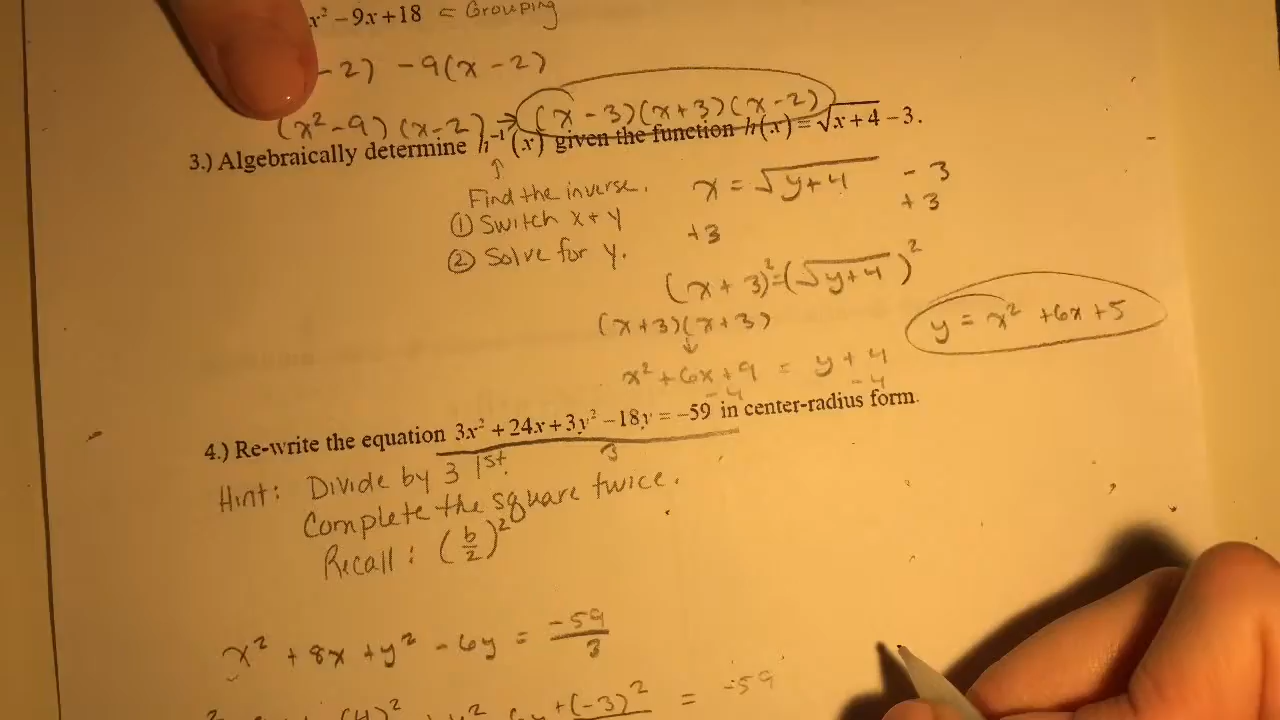 x² − 9x + 18 = Grouping
− 2) − 9(x − 2)
(x² − 9)(x − 2) → (x − 3)(x + 3)(x − 2)
3.) Algebraically determine h⁻¹(x) given the function h(x) = √x+4 − 3.
↑
Find the inverse.
① Switch x + y
② Solve for y.
x = √y+4 − 3
+3 +3
(x + 3)² = (√y+4)²
(x+3)(x+3)
↓
x² + 6x + 9 = y + 4
−4 −4
y = x² + 6x + 5
4.) Re-write the equation 3x² + 24x + 3y² − 18y = −59 in center-radius form.
3
Hint: Divide by 3 1st.
Complete the square twice.
Recall: (b/2)²
x² + 8x + y² − 6y = −59/3
(4)² +(−3)² = −59